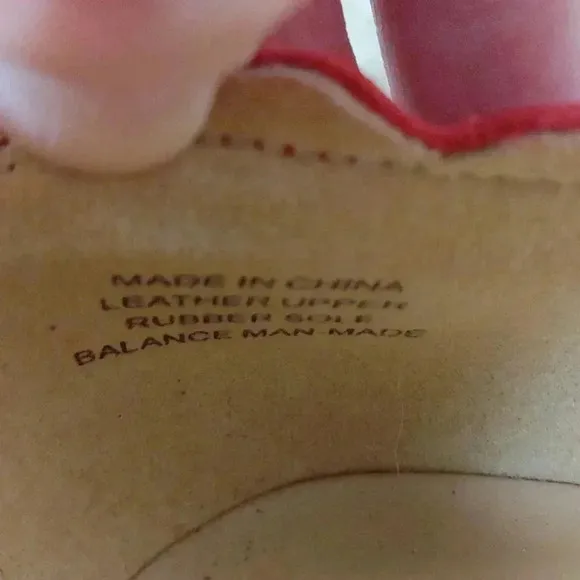 MADE IN CHINA
LEATHER UPPER
RUBBER SOLE
BALANCE MAN-MADE